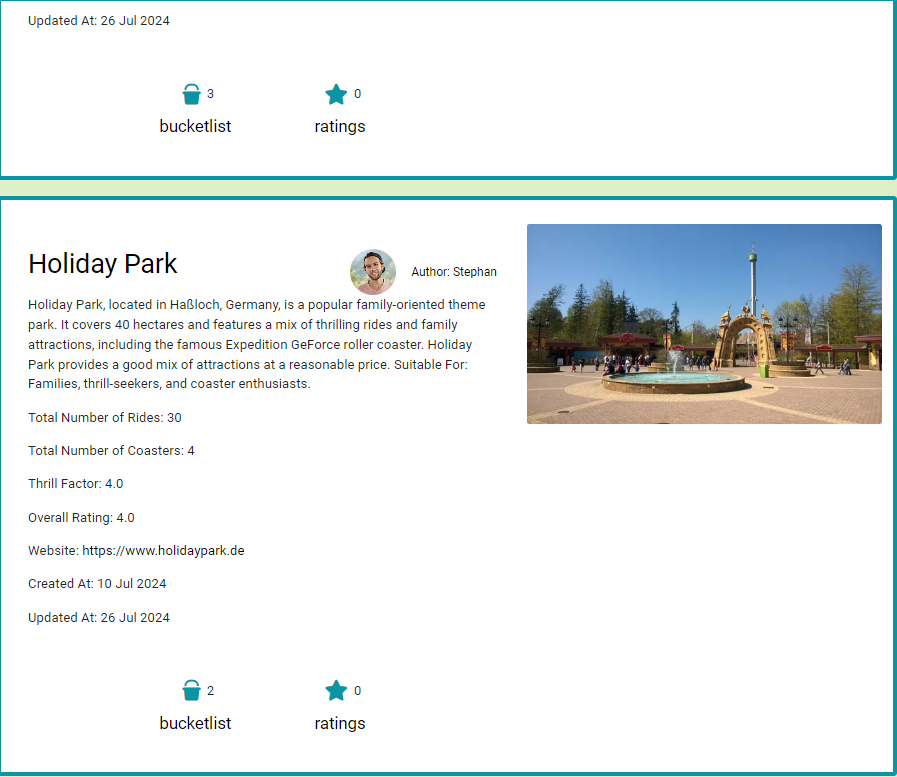 Updated At: 26 Jul 2024
3
0
bucketlist
ratings
Holiday Park
Author: Stephan
Holiday Park, located in Haßloch, Germany, is a popular family-oriented theme
park. It covers 40 hectares and features a mix of thrilling rides and family
attractions, including the famous Expedition GeForce roller coaster. Holiday
Park provides a good mix of attractions at a reasonable price. Suitable For:
Families, thrill-seekers, and coaster enthusiasts.
Total Number of Rides: 30
Total Number of Coasters: 4
Thrill Factor: 4.0
Overall Rating: 4.0
Website: https://www.holidaypark.de
Created At: 10 Jul 2024
Updated At: 26 Jul 2024
2
0
bucketlist
ratings